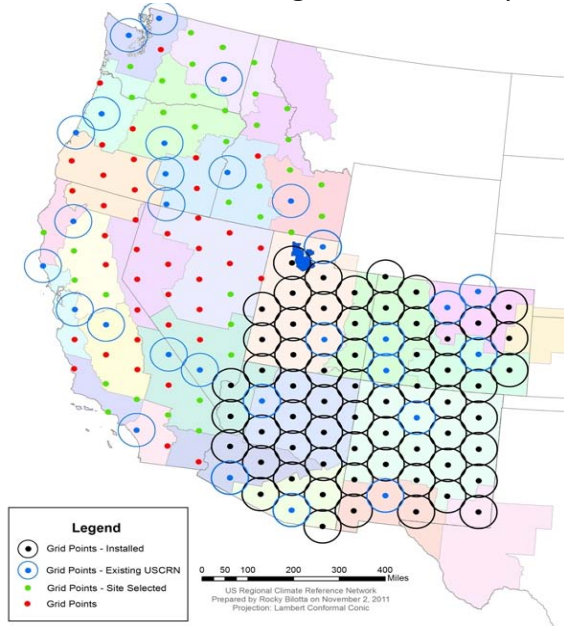 Legend
Grid Points - Installed
Grid Points - Existing USCRN
Grid Points - Site Selected
Grid Points
0 50 100 200 300 400
Miles
US Regional Climate Reference Network
Prepared by Rocky Bilotta on November 2, 2011
Projection: Lambert Conformal Conic